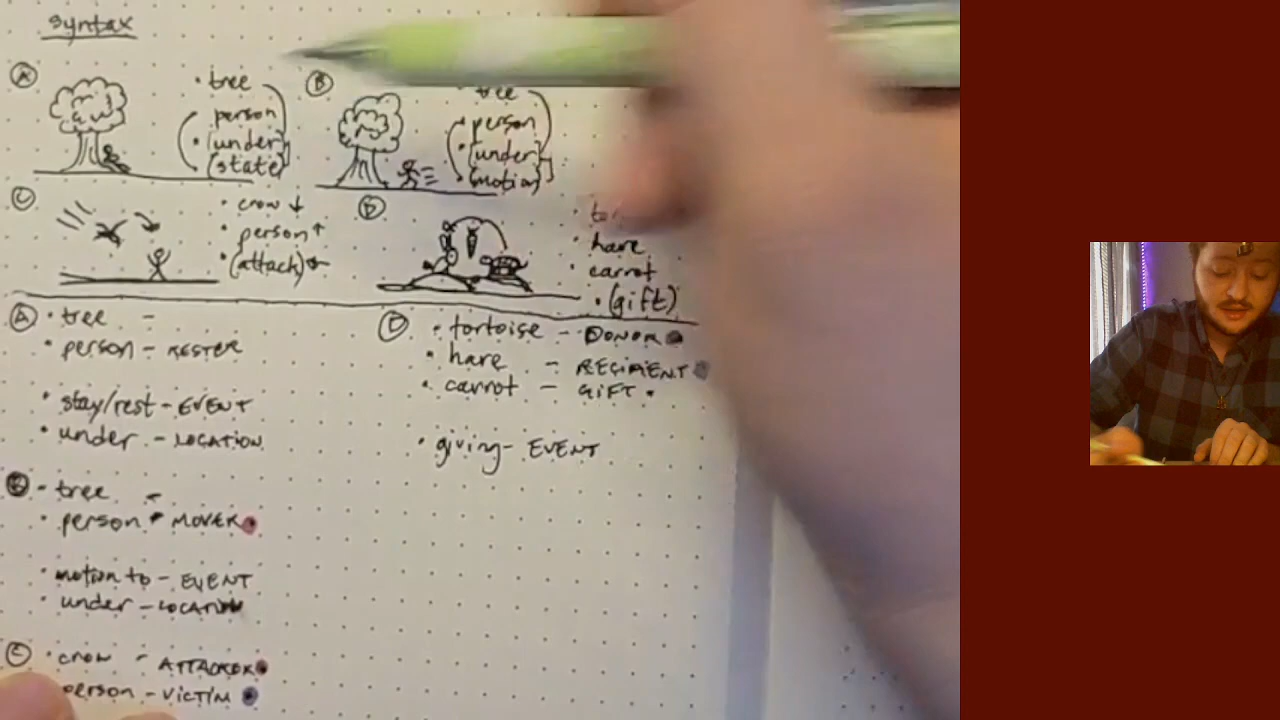 syntax
A
· tree
person
· (under)
(state)
B
tree
person
· (under)
· (motion)
C
· crow ↓
· person ↑
· (attack)
D
· hare
· carrot
· (gift)
A · tree -
· person - RESTER
· stay/rest - EVENT
· under - LOCATION
B - tree -
· person - MOVER
· motion to - EVENT
· under - LOCATION
C · crow - ATTACKER
person - VICTIM
D · tortoise - DONOR
· hare - RECIPIENT
· carrot - GIFT
· giving - EVENT